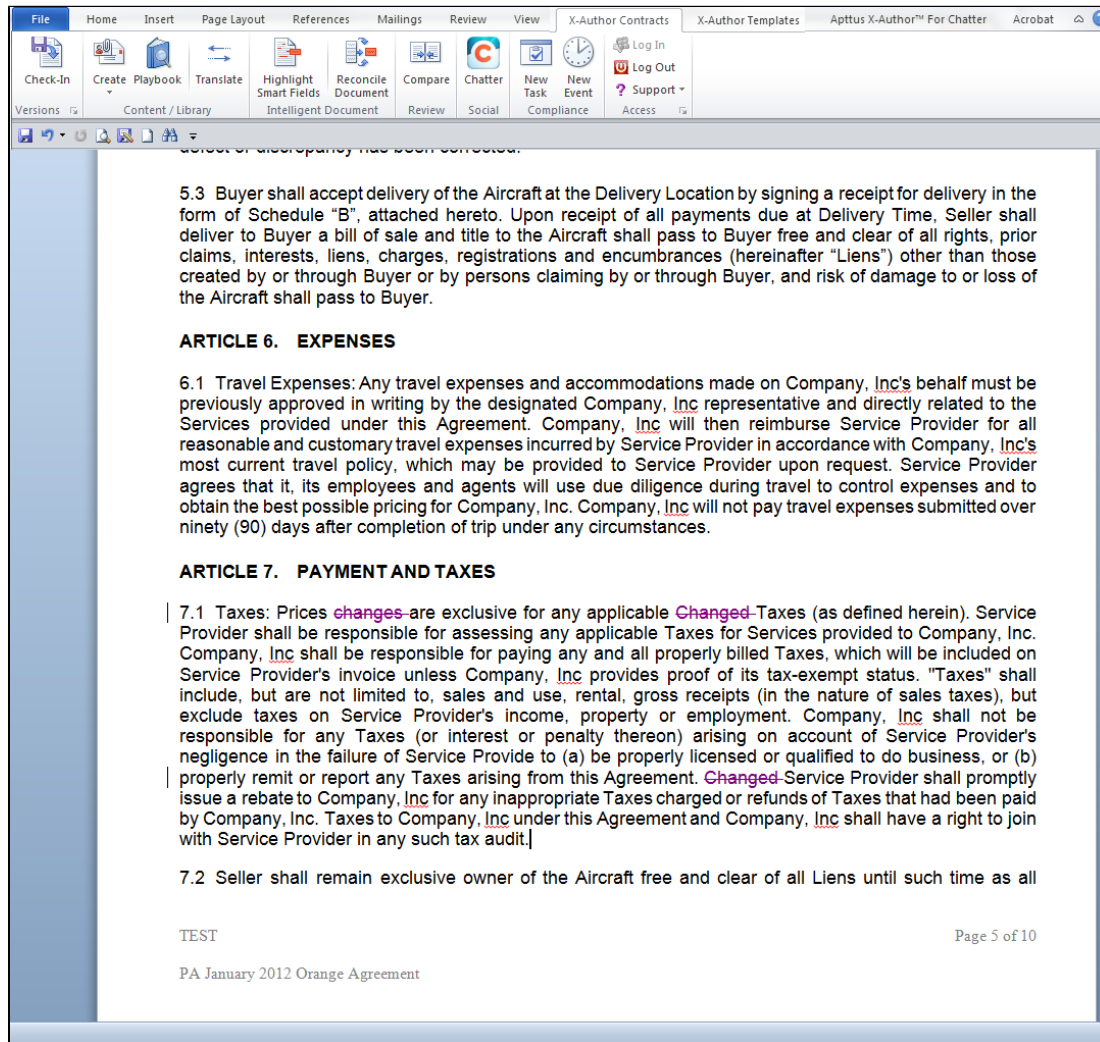 File Home Insert Page Layout References Mailings Review View X-Author Contracts X-Author Templates Apttus X-Author™ For Chatter Acrobat
Check-In Create Playbook Translate Highlight Smart Fields Reconcile Document Compare Chatter New Task New Event Log In
Log Out
? Support
Versions Content / Library Intelligent Document Review Social Compliance Access
defect or discrepancy has been corrected.
5.3 Buyer shall accept delivery of the Aircraft at the Delivery Location by signing a receipt for delivery in the
form of Schedule “B”, attached hereto. Upon receipt of all payments due at Delivery Time, Seller shall
deliver to Buyer a bill of sale and title to the Aircraft shall pass to Buyer free and clear of all rights, prior
claims, interests, liens, charges, registrations and encumbrances (hereinafter “Liens”) other than those
created by or through Buyer or by persons claiming by or through Buyer, and risk of damage to or loss of
the Aircraft shall pass to Buyer.
ARTICLE 6. EXPENSES
6.1 Travel Expenses: Any travel expenses and accommodations made on Company, Inc's behalf must be
previously approved in writing by the designated Company, Inc representative and directly related to the
Services provided under this Agreement. Company, Inc will then reimburse Service Provider for all
reasonable and customary travel expenses incurred by Service Provider in accordance with Company, Inc's
most current travel policy, which may be provided to Service Provider upon request. Service Provider
agrees that it, its employees and agents will use due diligence during travel to control expenses and to
obtain the best possible pricing for Company, Inc. Company, Inc will not pay travel expenses submitted over
ninety (90) days after completion of trip under any circumstances.
ARTICLE 7. PAYMENT AND TAXES
7.1 Taxes: Prices changes are exclusive for any applicable Changed Taxes (as defined herein). Service
Provider shall be responsible for assessing any applicable Taxes for Services provided to Company, Inc.
Company, Inc shall be responsible for paying any and all properly billed Taxes, which will be included on
Service Provider's invoice unless Company, Inc provides proof of its tax-exempt status. "Taxes" shall
include, but are not limited to, sales and use, rental, gross receipts (in the nature of sales taxes), but
exclude taxes on Service Provider's income, property or employment. Company, Inc shall not be
responsible for any Taxes (or interest or penalty thereon) arising on account of Service Provider's
negligence in the failure of Service Provide to (a) be properly licensed or qualified to do business, or (b)
properly remit or report any Taxes arising from this Agreement. Changed Service Provider shall promptly
issue a rebate to Company, Inc for any inappropriate Taxes charged or refunds of Taxes that had been paid
by Company, Inc. Taxes to Company, Inc under this Agreement and Company, Inc shall have a right to join
with Service Provider in any such tax audit.
7.2 Seller shall remain exclusive owner of the Aircraft free and clear of all Liens until such time as all
TEST Page 5 of 10
PA January 2012 Orange Agreement